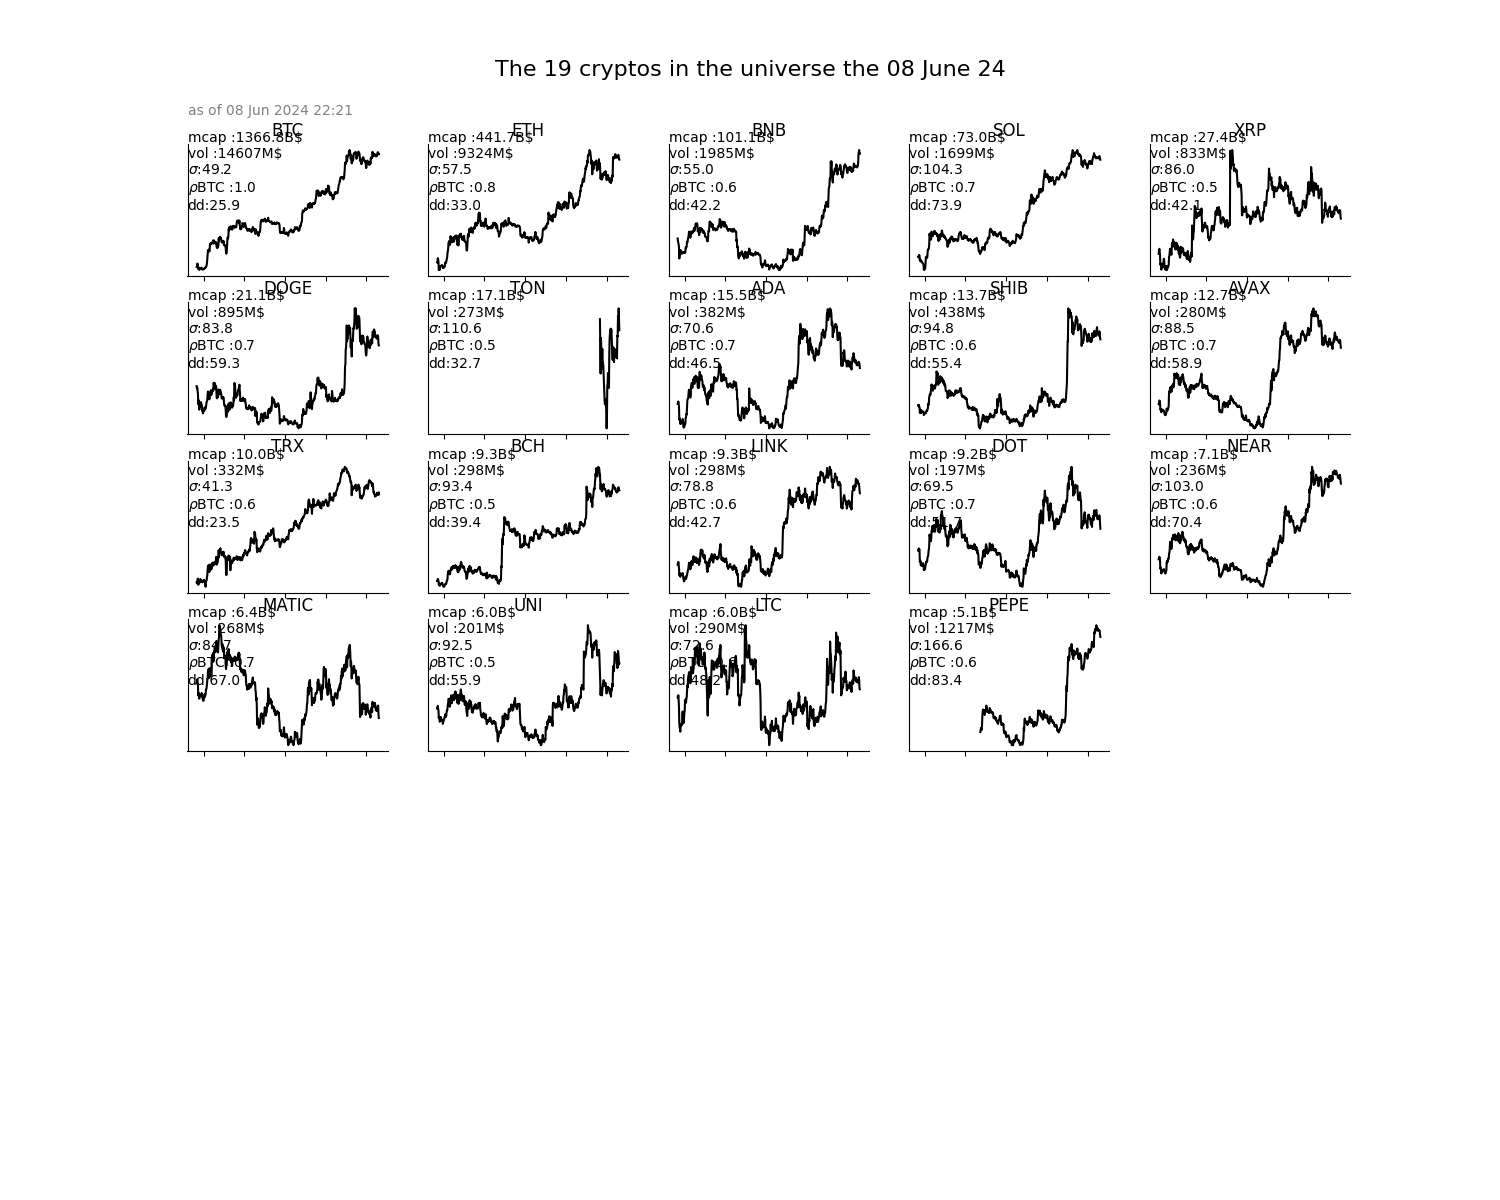 The 19 cryptos in the universe the 08 June 24
as of 08 Jun 2024 22:21
BTC
mcap :1366.8B$
vol :14607M$
σ:49.2
ρBTC :1.0
dd:25.9
ETH
mcap :441.7B$
vol :9324M$
σ:57.5
ρBTC :0.8
dd:33.0
BNB
mcap :101.1B$
vol :1985M$
σ:55.0
ρBTC :0.6
dd:42.2
SOL
mcap :73.0B$
vol :1699M$
σ:104.3
ρBTC :0.7
dd:73.9
XRP
mcap :27.4B$
vol :833M$
σ:86.0
ρBTC :0.5
dd:42.1
DOGE
mcap :21.1B$
vol :895M$
σ:83.8
ρBTC :0.7
dd:59.3
TON
mcap :17.1B$
vol :273M$
σ:110.6
ρBTC :0.5
dd:32.7
ADA
mcap :15.5B$
vol :382M$
σ:70.6
ρBTC :0.7
dd:46.5
SHIB
mcap :13.7B$
vol :438M$
σ:94.8
ρBTC :0.6
dd:55.4
AVAX
mcap :12.7B$
vol :280M$
σ:88.5
ρBTC :0.7
dd:58.9
TRX
mcap :10.0B$
vol :332M$
σ:41.3
ρBTC :0.6
dd:23.5
BCH
mcap :9.3B$
vol :298M$
σ:93.4
ρBTC :0.5
dd:39.4
LINK
mcap :9.3B$
vol :298M$
σ:78.8
ρBTC :0.6
dd:42.7
DOT
mcap :9.2B$
vol :197M$
σ:69.5
ρBTC :0.7
NEAR
mcap :7.1B$
vol :236M$
σ:103.0
ρBTC :0.6
dd:70.4
MATIC
mcap :6.4B$
vol :268M$
σ:84.7
ρBTC :0.7
dd:67.0
UNI
mcap :6.0B$
vol :201M$
σ:92.5
ρBTC :0.5
dd:55.9
LTC
mcap :6.0B$
vol :290M$
σ:72.6
dd:48.2
PEPE
mcap :5.1B$
vol :1217M$
σ:166.6
ρBTC :0.6
dd:83.4